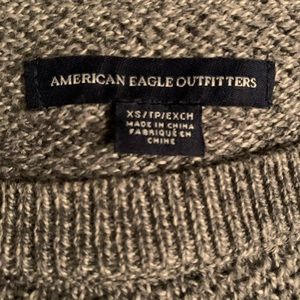 AMERICAN EAGLE OUTFITTERS
XS/TP/EXCH
MADE IN CHINA
FABRIQUÉ EN
CHINE